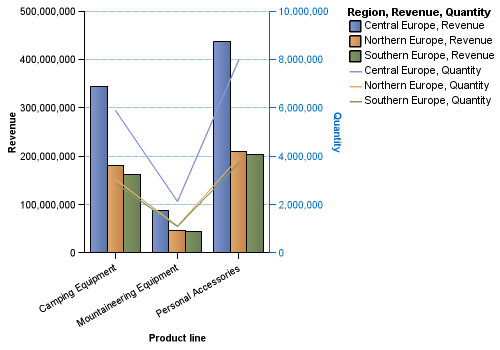 Region, Revenue, Quantity
Central Europe, Revenue
Northern Europe, Revenue
Southern Europe, Revenue
Central Europe, Quantity
Northern Europe, Quantity
Southern Europe, Quantity
Revenue
500,000,000
400,000,000
300,000,000
200,000,000
100,000,000
0
10,000,000
8,000,000
6,000,000
4,000,000
2,000,000
0
Quantity
Camping Equipment
Mountaineering Equipment
Personal Accessories
Product line